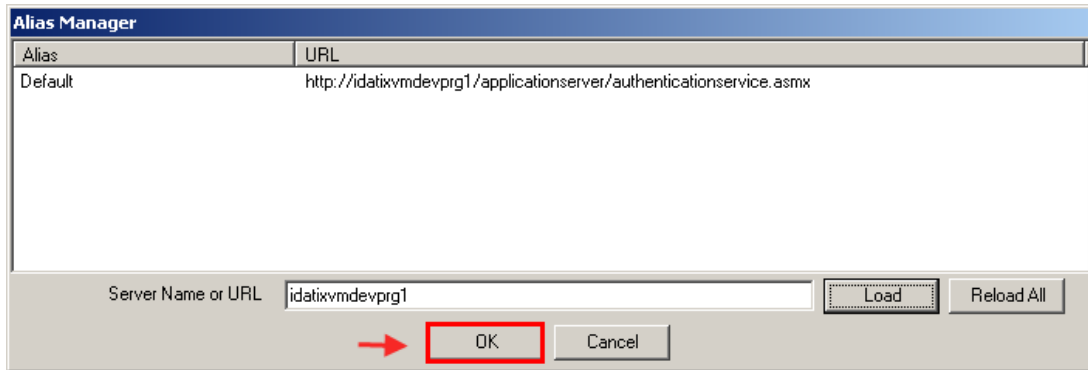 Alias Manager
Alias URL
Default http://idatixvmdevprg1/applicationserver/authenticationservice.asmx
Server Name or URL idatixvmdevprg1 Load Reload All
OK Cancel